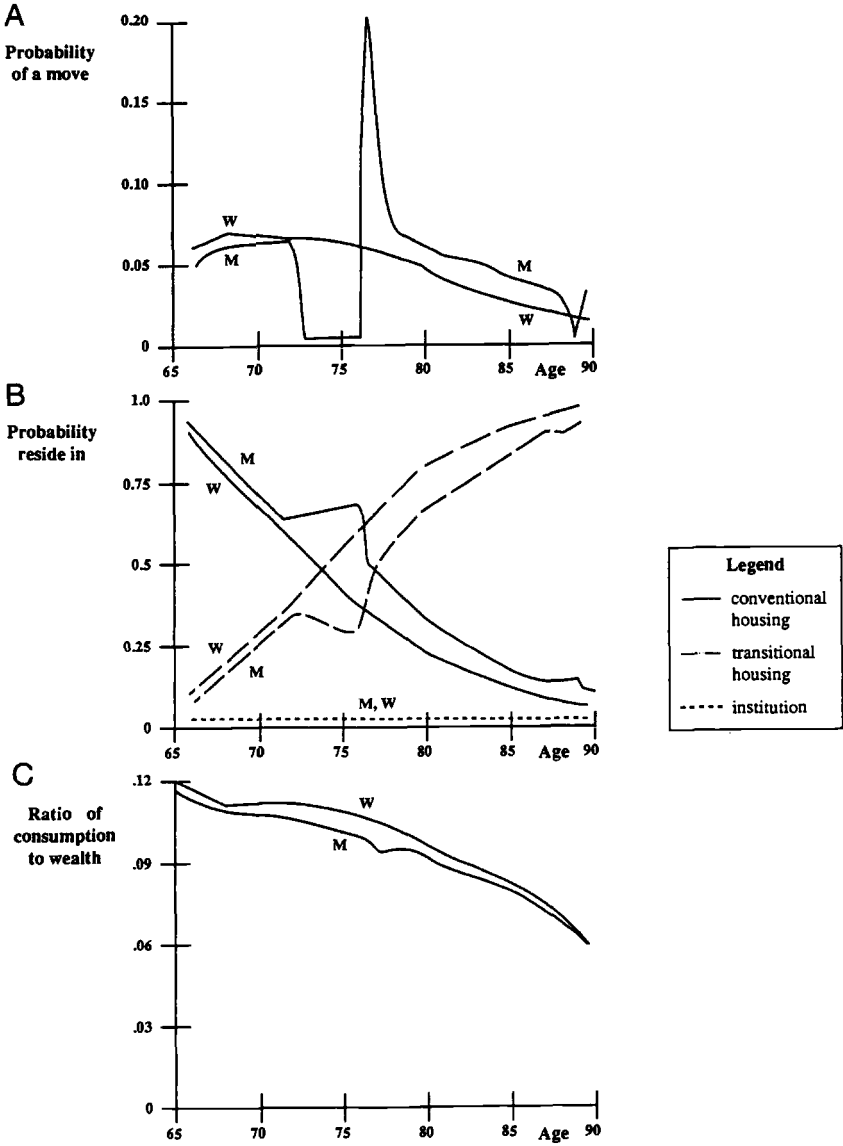 A
Probability
of a move
0.20
0.15
0.10
0.05
0
W
M
M
W
65 70 75 80 85 Age 90
B
Probability
reside in
1.0
0.75
0.5
0.25
0
M
W
W
M
M, W
65 70 75 80 85 Age 90
Legend
conventional
housing
transitional
housing
institution
C
Ratio of
consumption
to wealth
.12
.09
.06
.03
0
W
M
65 70 75 80 85 Age 90